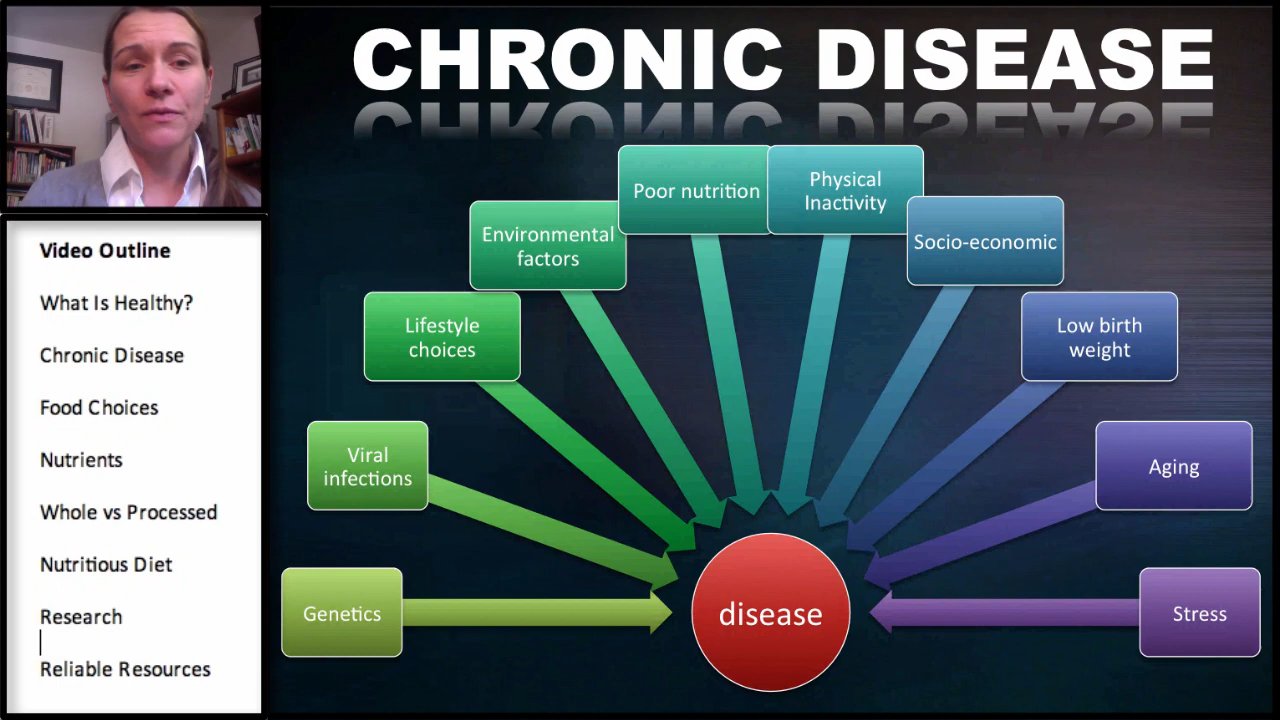 CHRONIC DISEASE
Video Outline
What Is Healthy?
Chronic Disease
Food Choices
Nutrients
Whole vs Processed
Nutritious Diet
Research
Reliable Resources
Genetics
Viral
infections
Lifestyle
choices
Environmental
factors
Poor nutrition
Physical
Inactivity
Socio-economic
Low birth
weight
Aging
Stress
disease